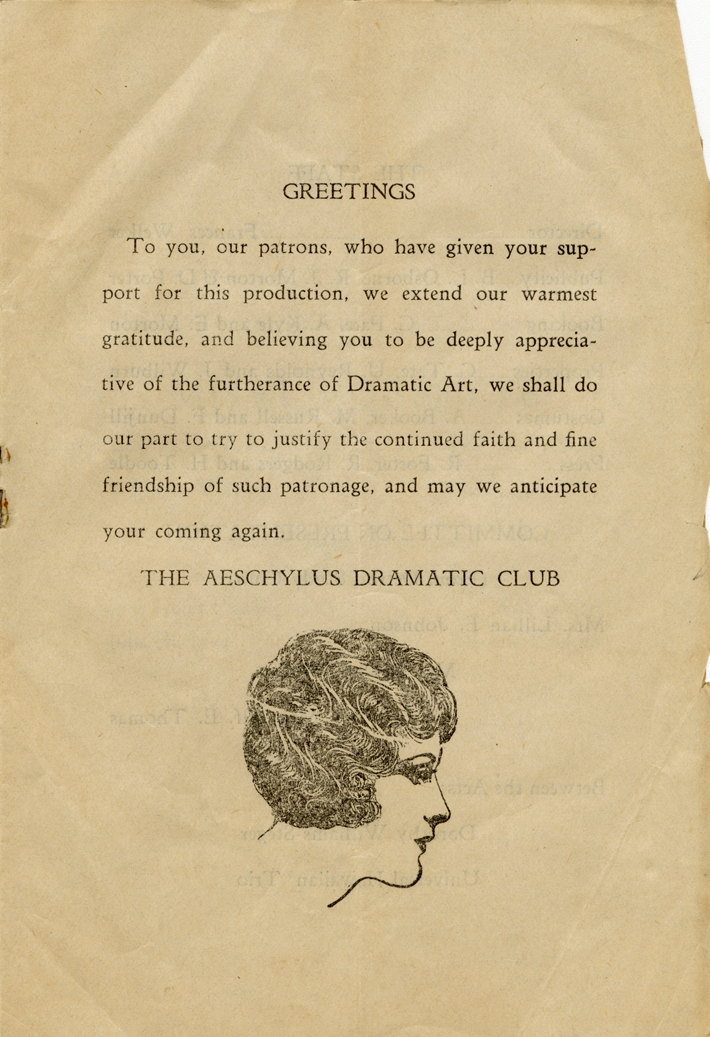 GREETINGS
To you, our patrons, who have given your sup-
port for this production, we extend our warmest
gratitude, and believing you to be deeply apprecia-
tive of the furtherance of Dramatic Art, we shall do
our part to try to justify the continued faith and fine
friendship of such patronage, and may we anticipate
your coming again.
THE AESCHYLUS DRAMATIC CLUB